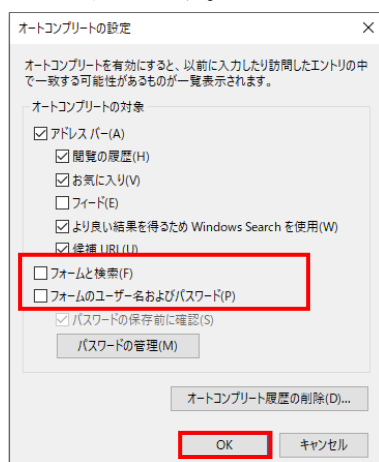 オートコンプリートの設定
オートコンプリートを有効にすると、以前に入力したり訪問したエントリの中
で一致する可能性があるものが一覧表示されます。
オートコンプリートの対象
アドレス バー(A)
閲覧の履歴(H)
お気に入り(V)
フィード(E)
より良い結果を得るため Windows Search を使用(W)
候補 URL(U)
フォームと検索(F)
フォームのユーザー名およびパスワード(P)
パスワードの保存前に確認(S)
パスワードの管理(M)
オートコンプリート履歴の削除(D)...
OK キャンセル